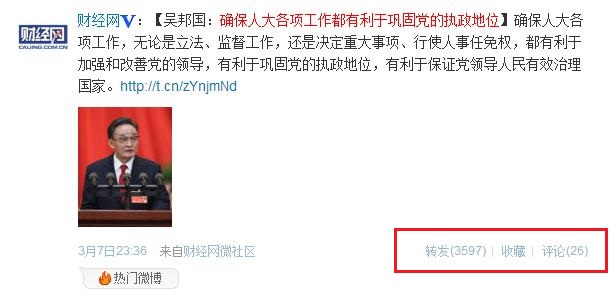 财经网V：【吴邦国：确保人大各项工作都有利于巩固党的执政地位】确保人大各
项工作，无论是立法、监督工作，还是决定重大事项、行使人事任免权，都有利于
加强和改善党的领导，有利于巩固党的执政地位，有利于保证党领导人民有效治理
国家。http://t.cn/zYnjmNd
财经网
CAIJING.COM.CN
3月7日23:36 来自财经网微社区 转发(3597)| 收藏| 评论(26)
热门微博